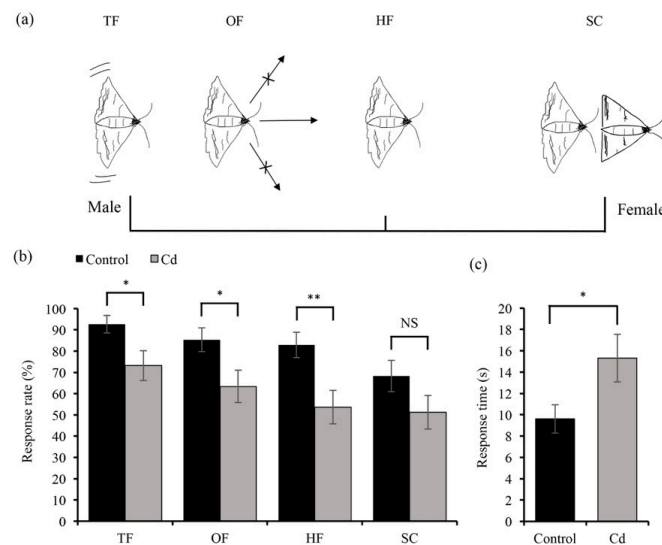 (a)
TF OF HF SC
Male Female
(b)
Control Cd
* * ** NS
Response rate (%)
100
90
80
70
60
50
40
30
20
10
0
TF OF HF SC
(c)
*
Response time (s)
20
18
16
14
12
10
8
6
4
2
0
Control Cd